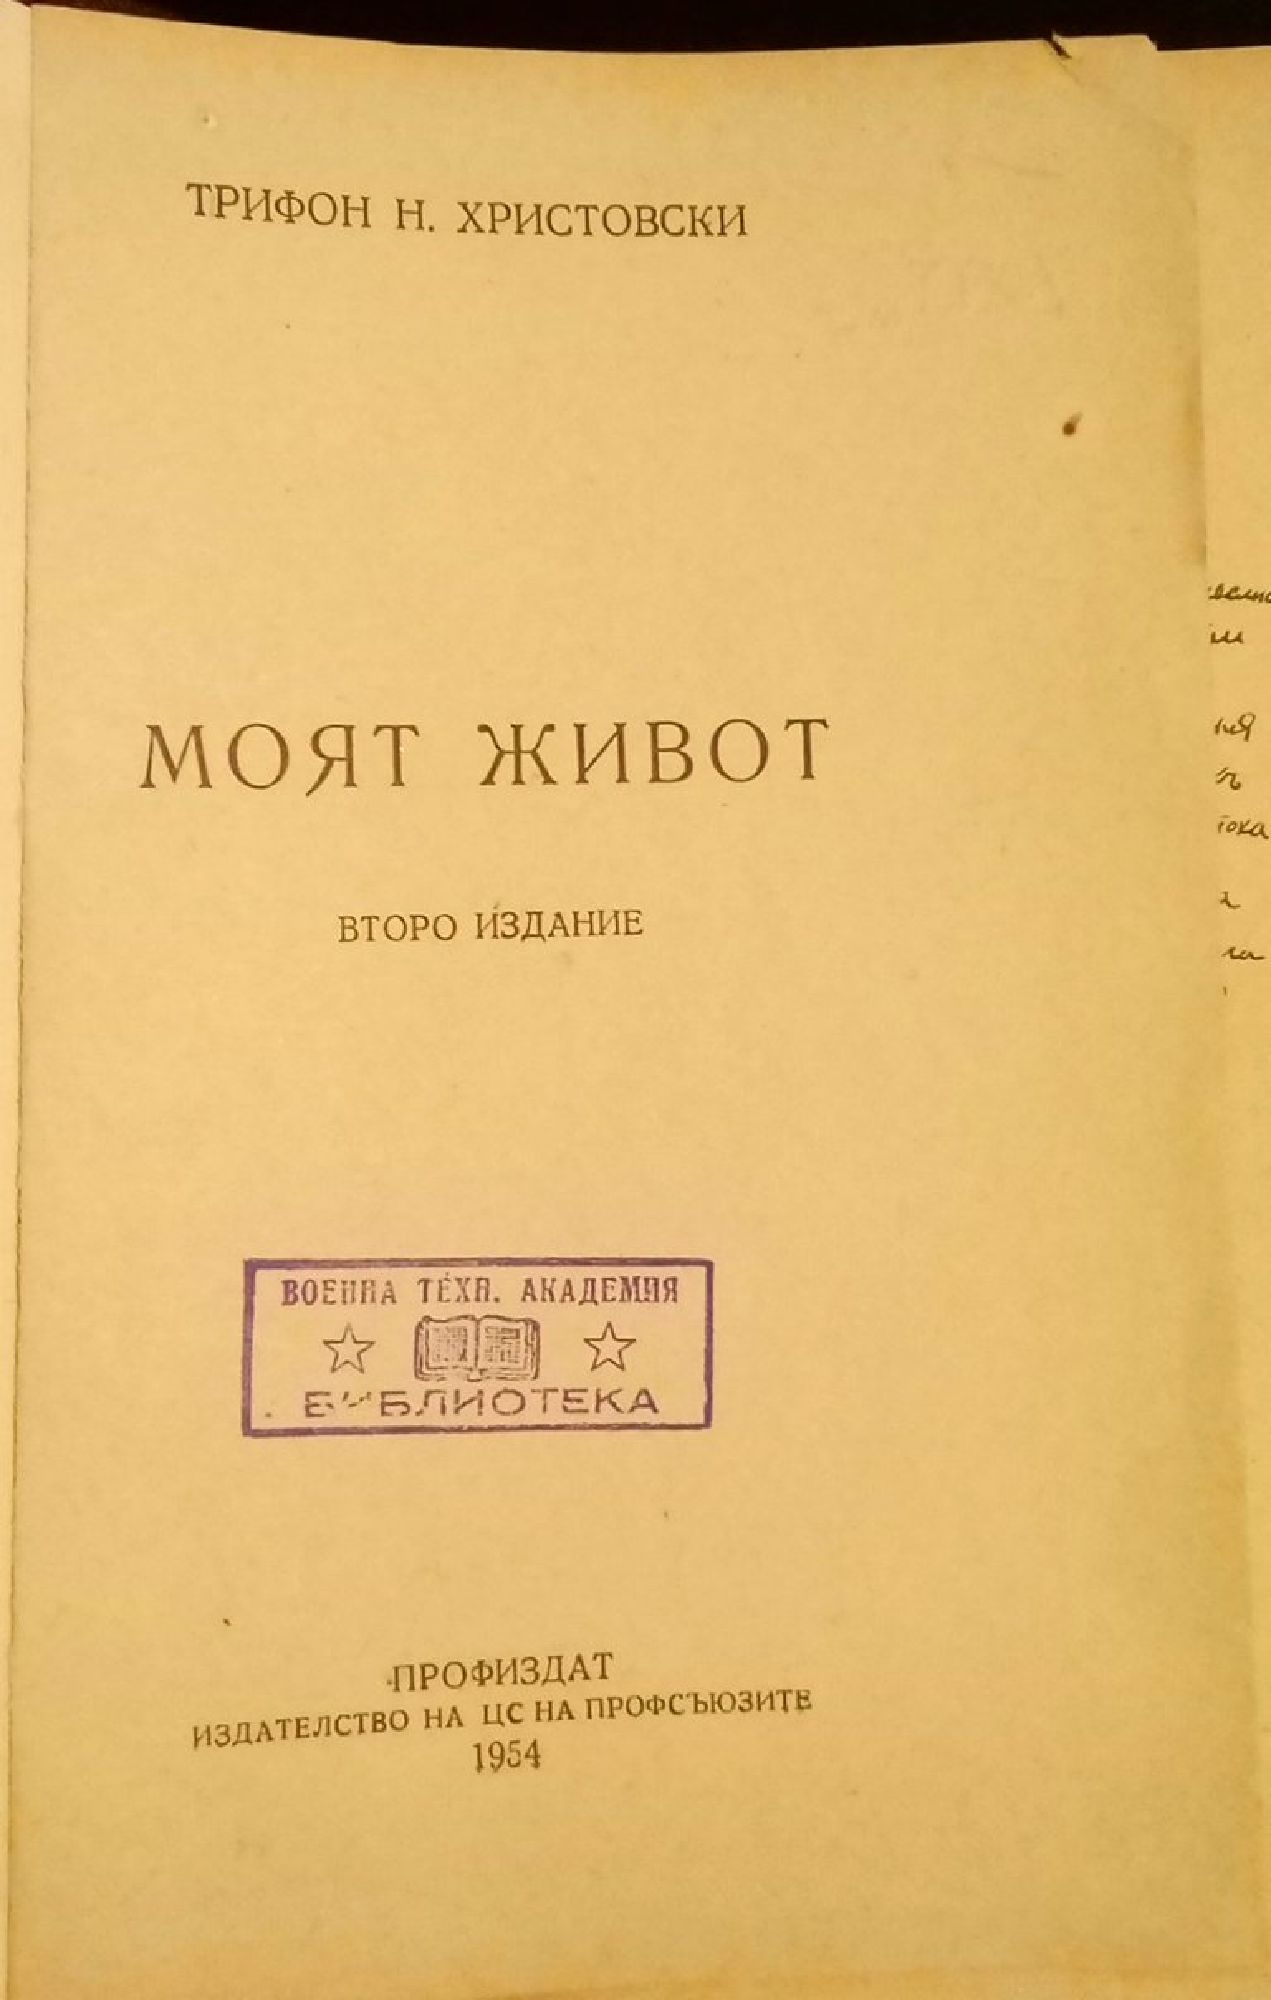 ТРИФОН Н. ХРИСТОВСКИ
МОЯТ ЖИВОТ
ВТОРО ИЗДАНИЕ
ВОЕННА ТЕХН. АКАДЕМИЯ
БИБЛИОТЕКА
ПРОФИЗДАТ
ИЗДАТЕЛСТВО НА ЦС НА ПРОФСЪЮЗИТЕ
1954